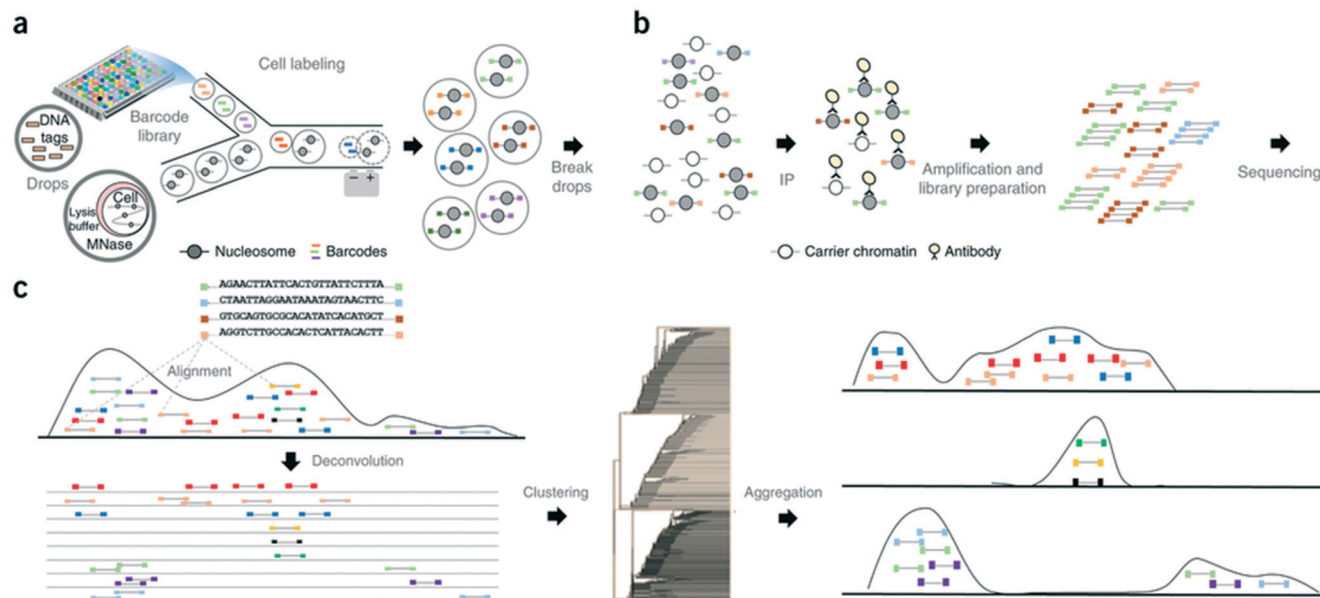 a
Cell labeling
Barcode
library
DNA
tags
Drops
Cell
Lysis
buffer
MNase
− +
Break
drops
Nucleosome
Barcodes
b
IP
Amplification and
library preparation
Sequencing
Carrier chromatin
Antibody
c
AGAACTTATTCACTGTTATTCTTTA
CTAATTAGGAATAAATAGTAACTTC
GTGCAGTGCGCACATATCACATGCT
AGGTCTTGCCACACTCATTACACTT
Alignment
Deconvolution
Clustering
Aggregation